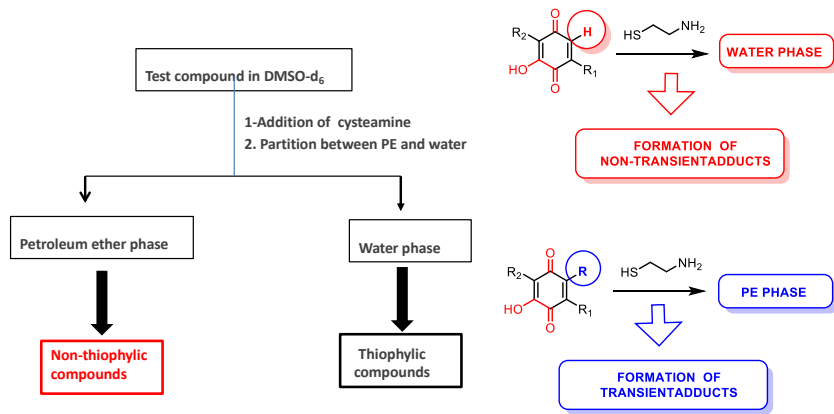 Test compound in DMSO-d6
1-Addition of cysteamine
2. Partition between PE and water
Petroleum ether phase
Water phase
Non-thiophylic
compounds
Thiophylic
compounds
O
R2
H
HO
R1
O
HS
NH2
WATER PHASE
FORMATION OF
NON-TRANSIENTADDUCTS
O
R2
R
HO
R1
O
HS
NH2
PE PHASE
FORMATION OF
TRANSIENTADDUCTS